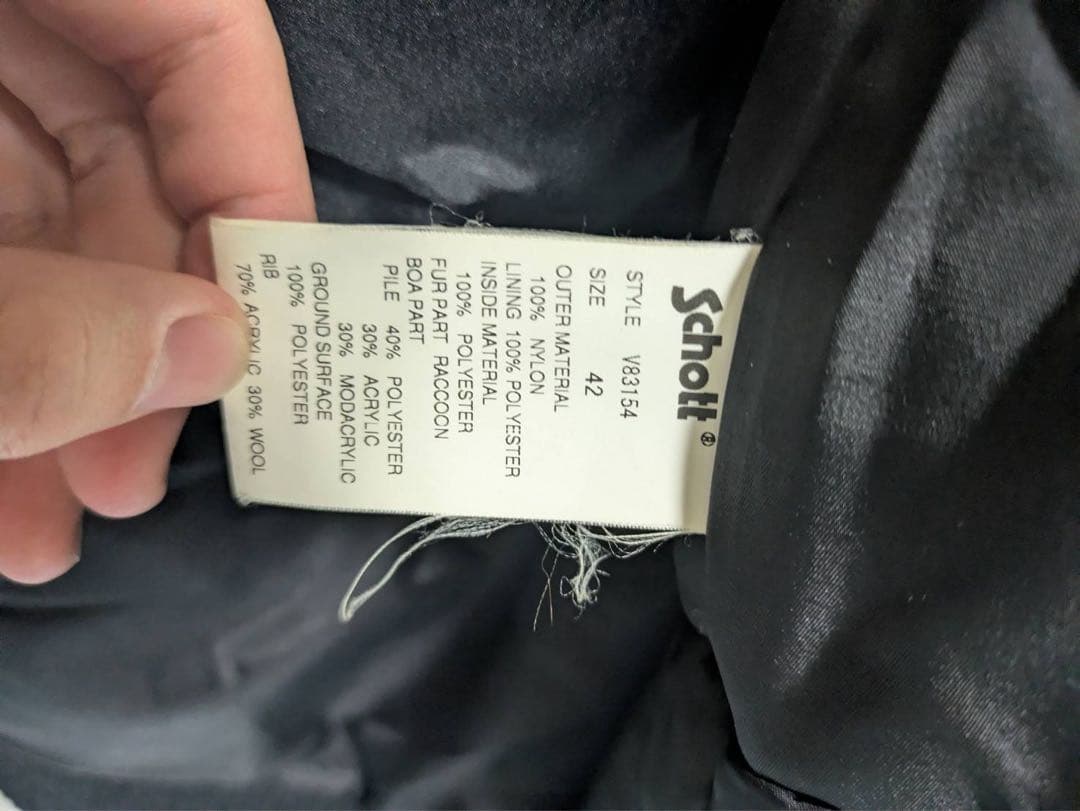 Schott®
STYLE V83154
SIZE 42
OUTER MATERIAL
100% NYLON
LINING 100% POLYESTER
INSIDE MATERIAL
100% POLYESTER
FUR PART RACCOON
BOA PART
PILE 40% POLYESTER
30% ACRYLIC
30% MODACRYLIC
GROUND SURFACE
100% POLYESTER
RIB
70% ACRYLIC 30% WOOL